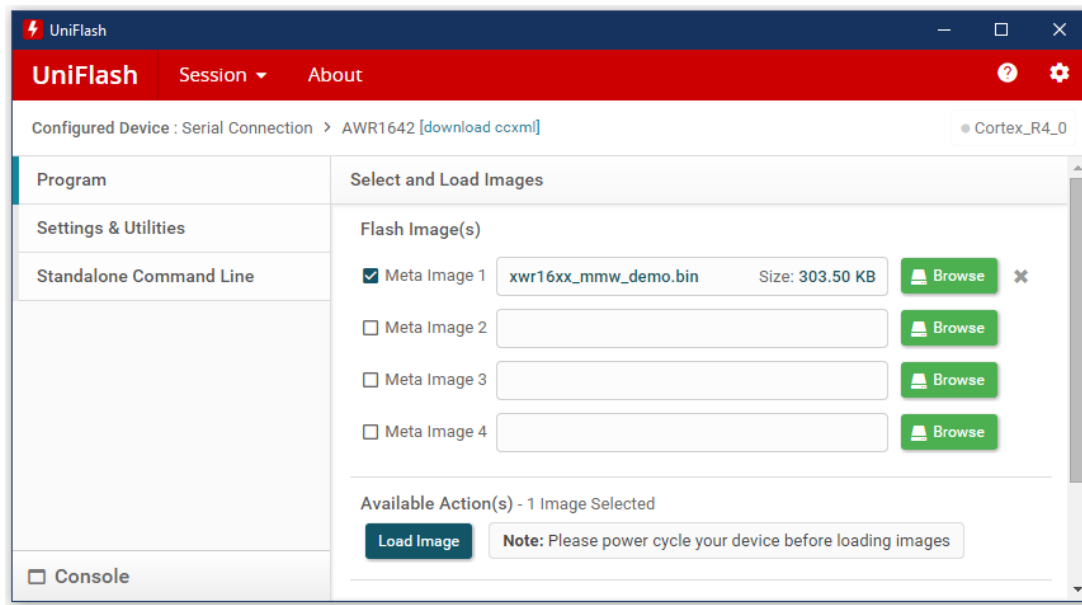 UniFlash
UniFlash Session About
Configured Device : Serial Connection > AWR1642 [download ccxml] Cortex_R4_0
Program
Settings & Utilities
Standalone Command Line
Select and Load Images
Flash Image(s)
Meta Image 1 xwr16xx_mmw_demo.bin Size: 303.50 KB Browse
Meta Image 2 Browse
Meta Image 3 Browse
Meta Image 4 Browse
Available Action(s) - 1 Image Selected
Load Image Note: Please power cycle your device before loading images
Console